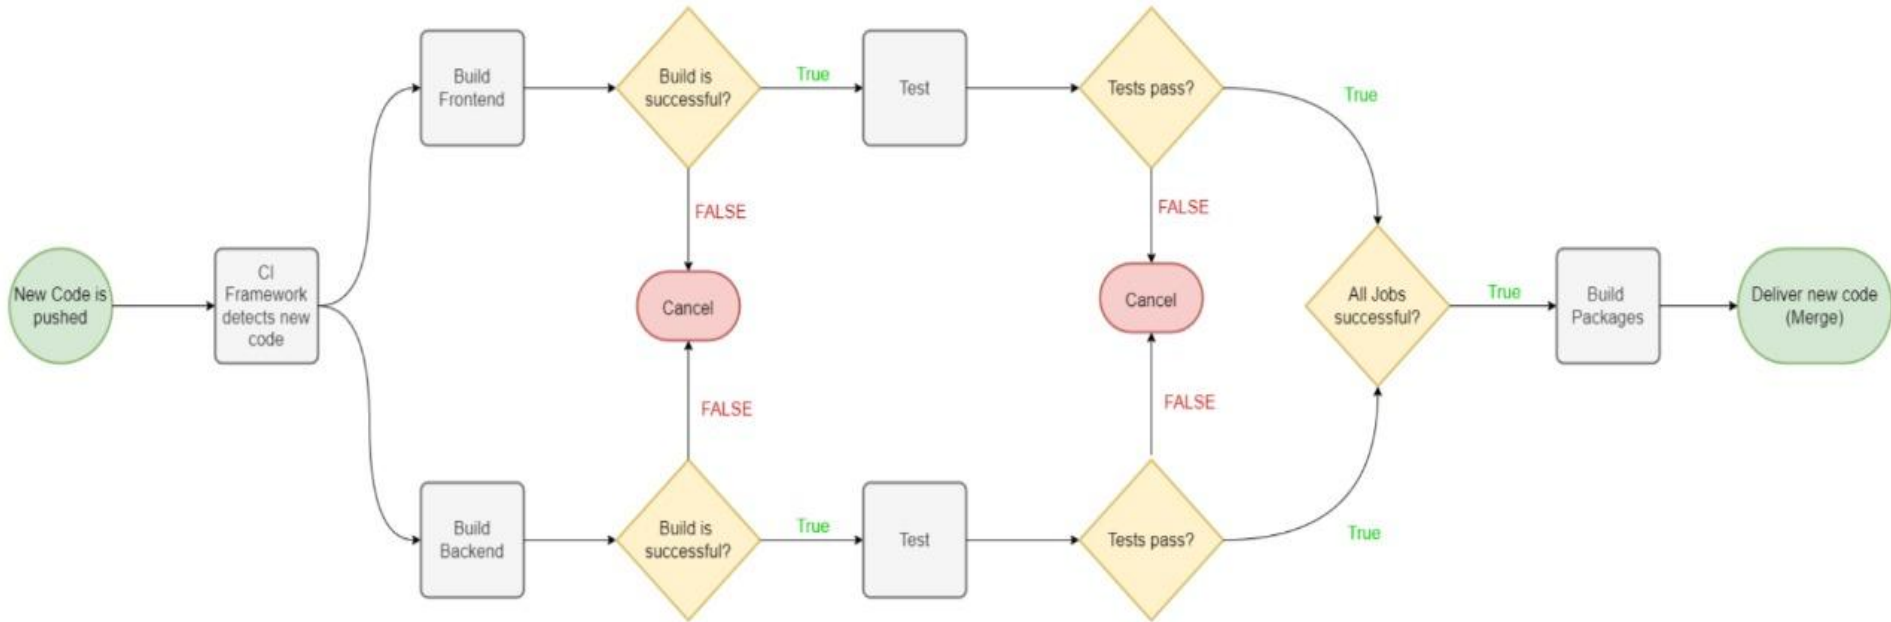 New Code is
pushed
CI
Framework
detects new
code
Build
Frontend
Build is
successful?
True
Test
Tests pass?
True
FALSE
FALSE
Cancel
Cancel
FALSE
FALSE
Build
Backend
Build is
successful?
True
Test
Tests pass?
True
All Jobs
successful?
True
Build
Packages
Deliver new code
(Merge)